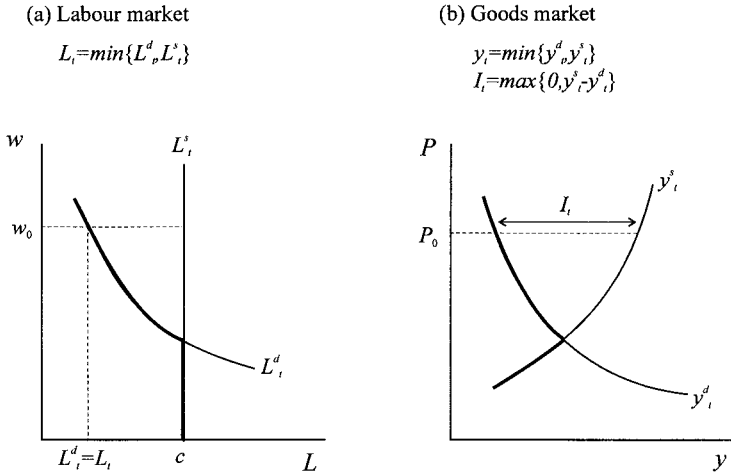 (a) Labour market
L_t=min{L^d_t,L^s_t}
(b) Goods market
y_t=min{y^d_t,y^s_t}
I_t=max{0,y^s_t-y^d_t}
w
L^s_t
w_0
L^d_t
L^d_t=L_t
c
L
P
y^s_t
I_t
P_0
y^d_t
y